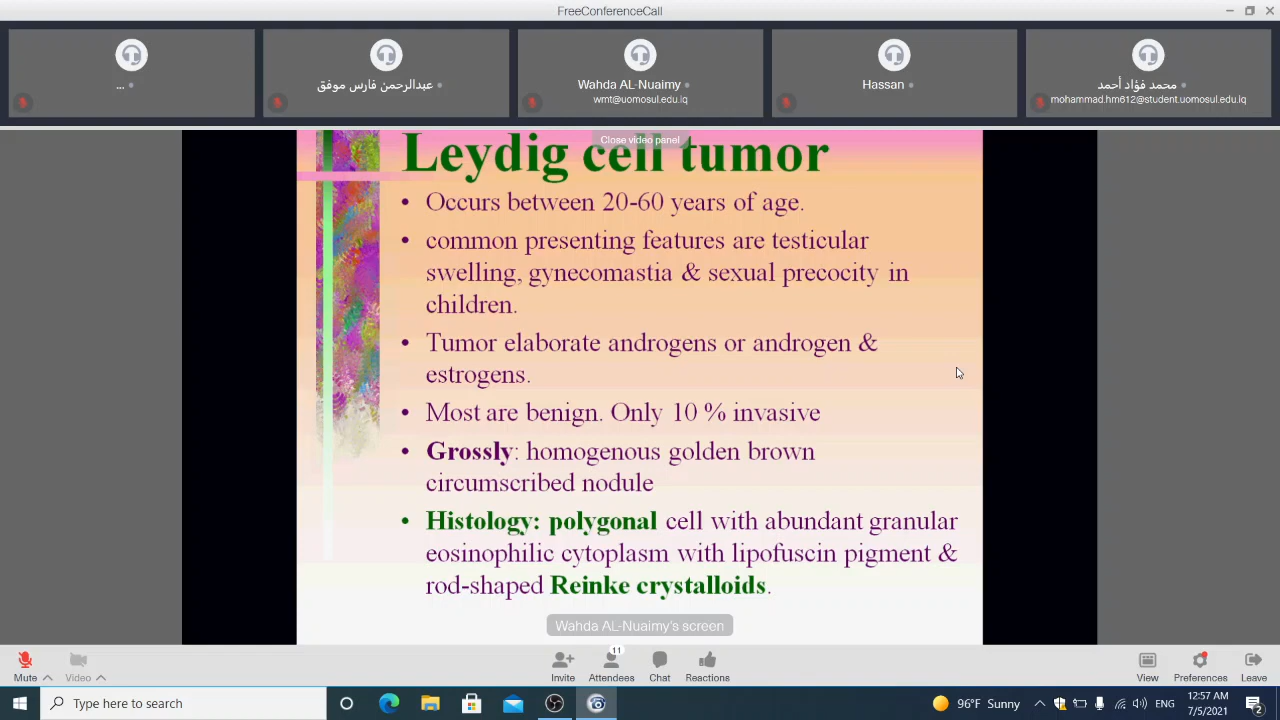 FreeConferenceCall
...
عبدالرحمن فارس موفق
Wahda AL-Nuaimy
wmt@uomosul.edu.iq
Hassan
محمد فؤاد أحمد
mohammad.hm612@student.uomosul.edu.iq
Close video panel
Leydig cell tumor
• Occurs between 20-60 years of age.
• common presenting features are testicular
swelling, gynecomastia & sexual precocity in
children.
• Tumor elaborate androgens or androgen &
estrogens.
• Most are benign. Only 10 % invasive
• Grossly: homogenous golden brown
circumscribed nodule
• Histology: polygonal cell with abundant granular
eosinophilic cytoplasm with lipofuscin pigment &
rod-shaped Reinke crystalloids.
Wahda AL-Nuaimy's screen
Mute
Video
Invite
11
Attendees
Chat
Reactions
View
Preferences
Leave
Type here to search
96°F Sunny
ENG
12:57 AM
7/5/2021
2